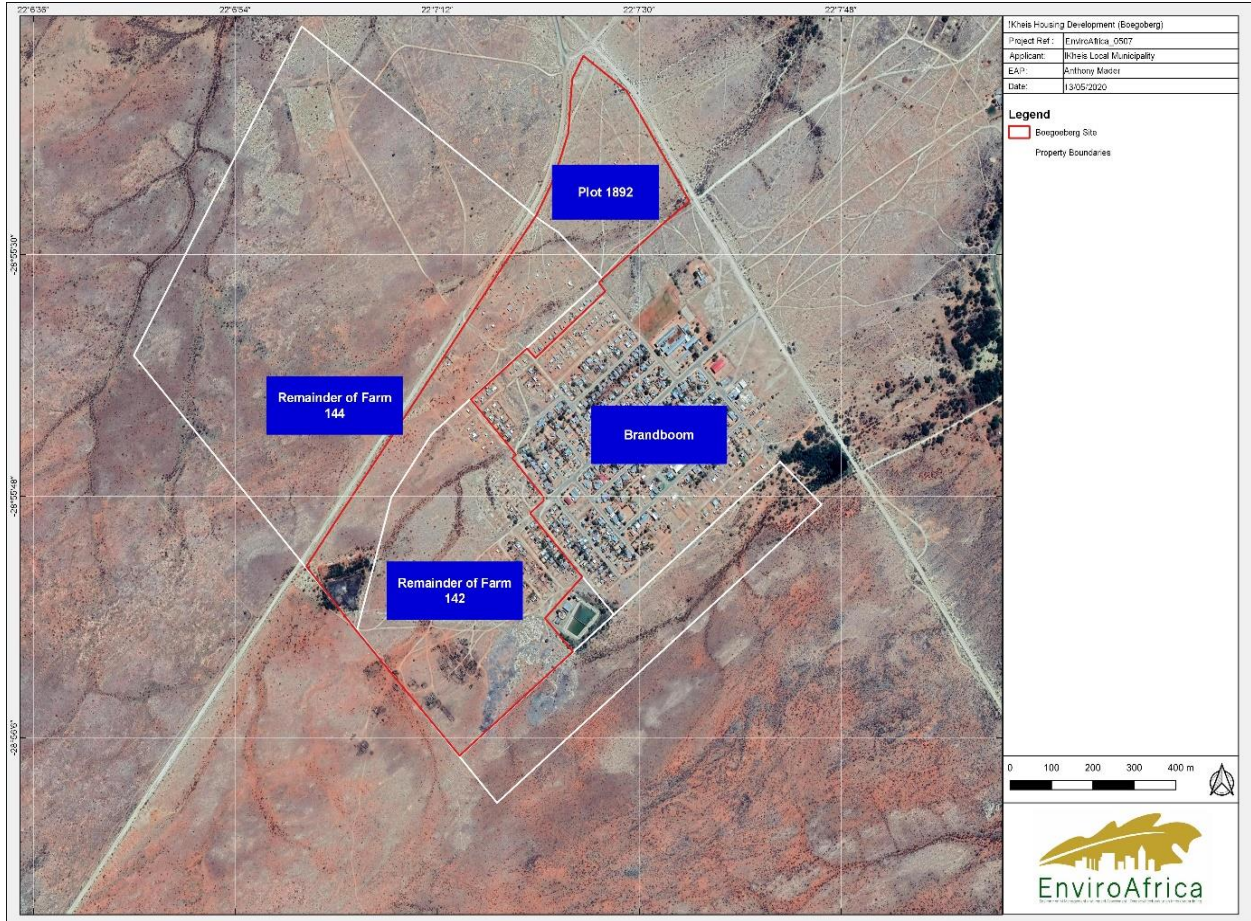 22°6'36"
22°6'54"
22°7'12"
22°7'30"
22°7'48"
-28°55'30"
-28°55'48"
-28°56'6"
Plot 1892
Remainder of Farm
144
Brandboom
Remainder of Farm
142
!Kheis Housing Development (Boegoberg)
Project Ref : EnviroAfrica_0507
Applicant: !Kheis Local Municipality
EAP: Anthony Mader
Date: 13/05/2020
Legend
Boegoeberg Site
Property Boundaries
0 100 200 300 400 m
EnviroAfrica